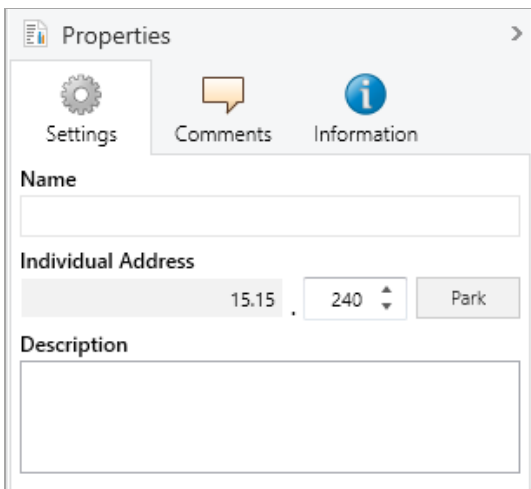 Properties
Settings Comments Information
Name
Individual Address
15.15 . 240 Park
Description